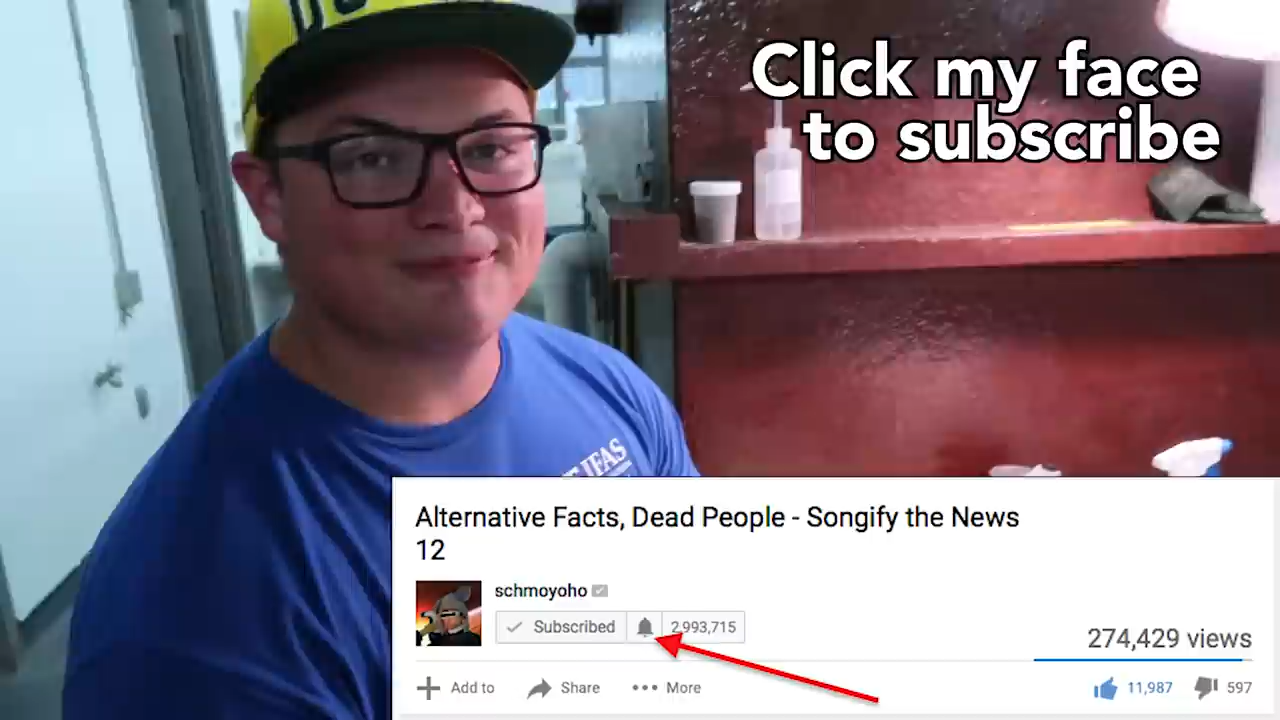 Click my face
to subscribe
IFAS
Alternative Facts, Dead People - Songify the News
12
schmoyoho
Subscribed
2,993,715
274,429 views
Add to
Share
More
11,987
597